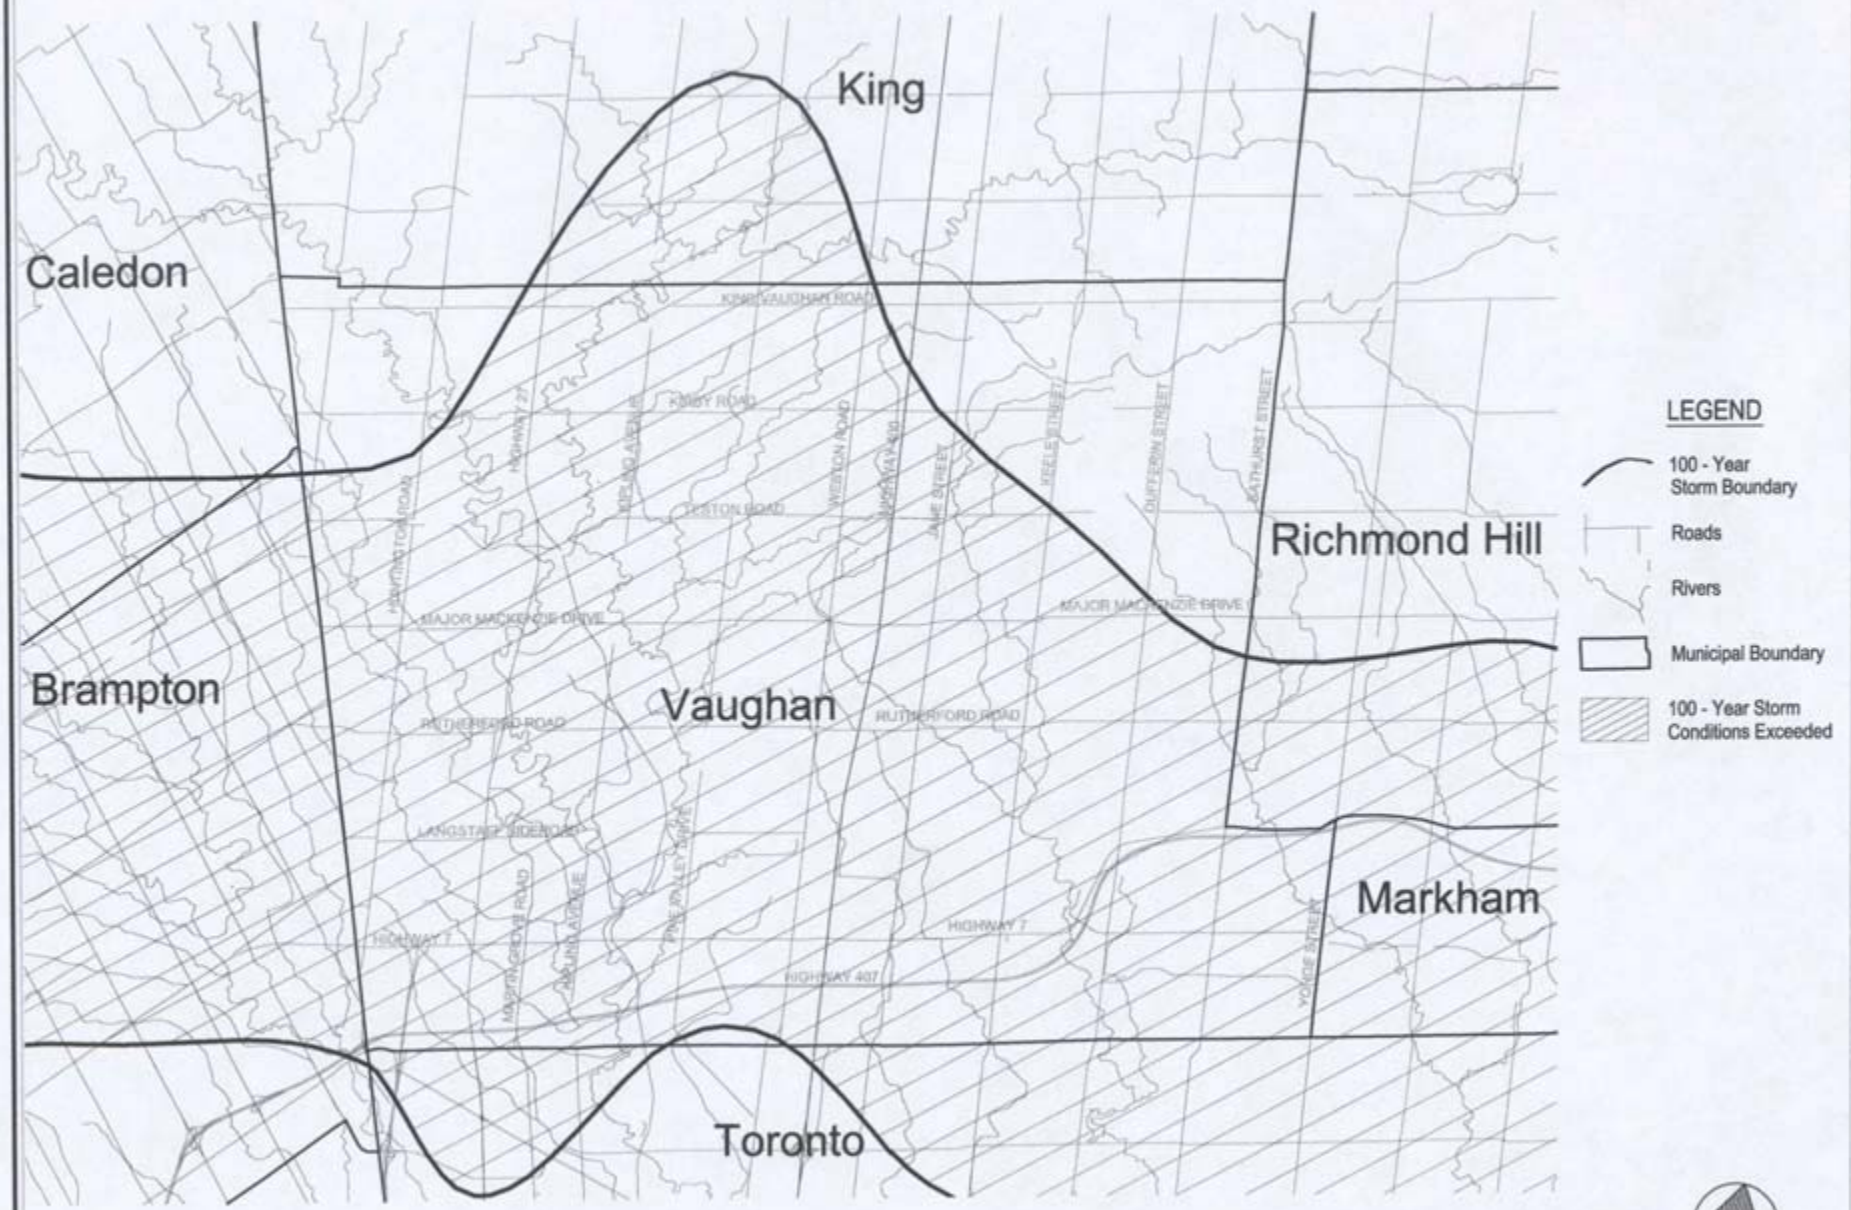 King
Caledon
KING VAUGHAN ROAD
KIRBY ROAD
HIGHWAY 27
KIPLING AVENUE
WESTON ROAD
HIGHWAY 400
JANE STREET
KEELE STREET
DUFFERIN STREET
BATHURST STREET
HUNTINGTON ROAD
TESTON ROAD
Richmond Hill
MAJOR MACKENZIE DRIVE
MAJOR MACKENZIE DRIVE
Brampton
Vaughan
RUTHERFORD ROAD
RUTHERFORD ROAD
LANGSTAFF SIDEROAD
PINE VALLEY DRIVE
MARTIN GROVE ROAD
KIPLING AVENUE
Markham
HIGHWAY 7
HIGHWAY 7
YONGE STREET
HIGHWAY 407
Toronto
LEGEND
100 - Year
Storm Boundary
Roads
Rivers
Municipal Boundary
100 - Year Storm
Conditions Exceeded